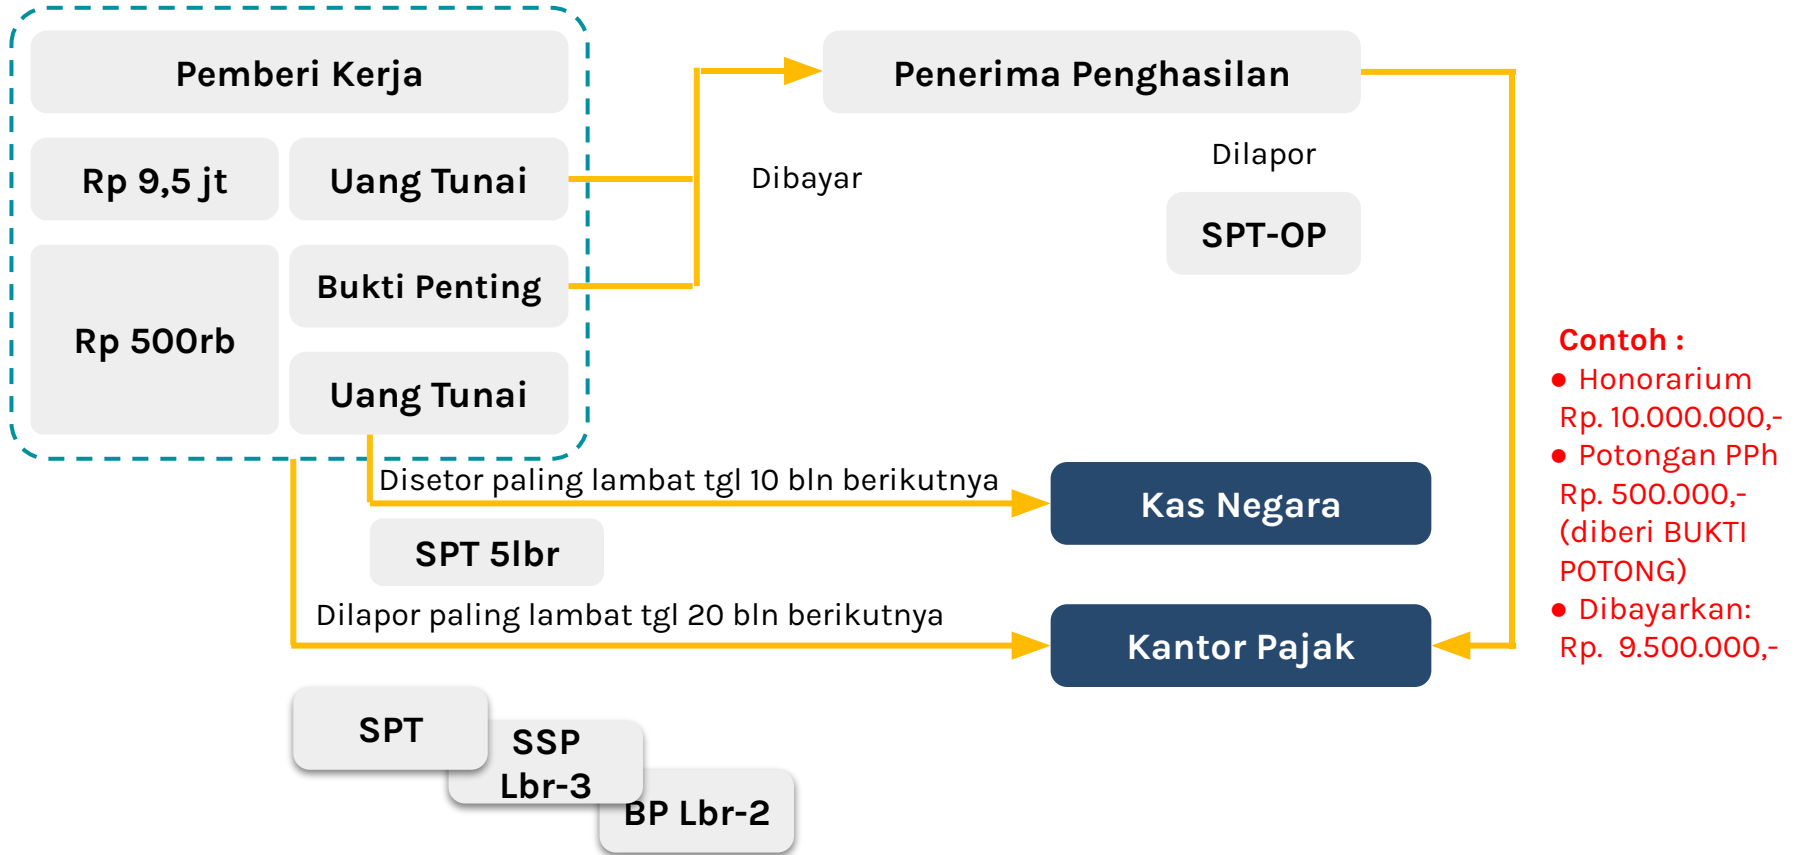 Pemberi Kerja
Rp 9,5 jt
Uang Tunai
Rp 500rb
Bukti Penting
Uang Tunai
Dibayar
Penerima Penghasilan
Dilapor
SPT-OP
Disetor paling lambat tgl 10 bln berikutnya
Kas Negara
SPT 5lbr
Dilapor paling lambat tgl 20 bln berikutnya
Kantor Pajak
SPT
SSP
Lbr-3
BP Lbr-2
Contoh :
● Honorarium
Rp. 10.000.000,-
● Potongan PPh
Rp. 500.000,-
(diberi BUKTI
POTONG)
● Dibayarkan:
Rp.  9.500.000,-